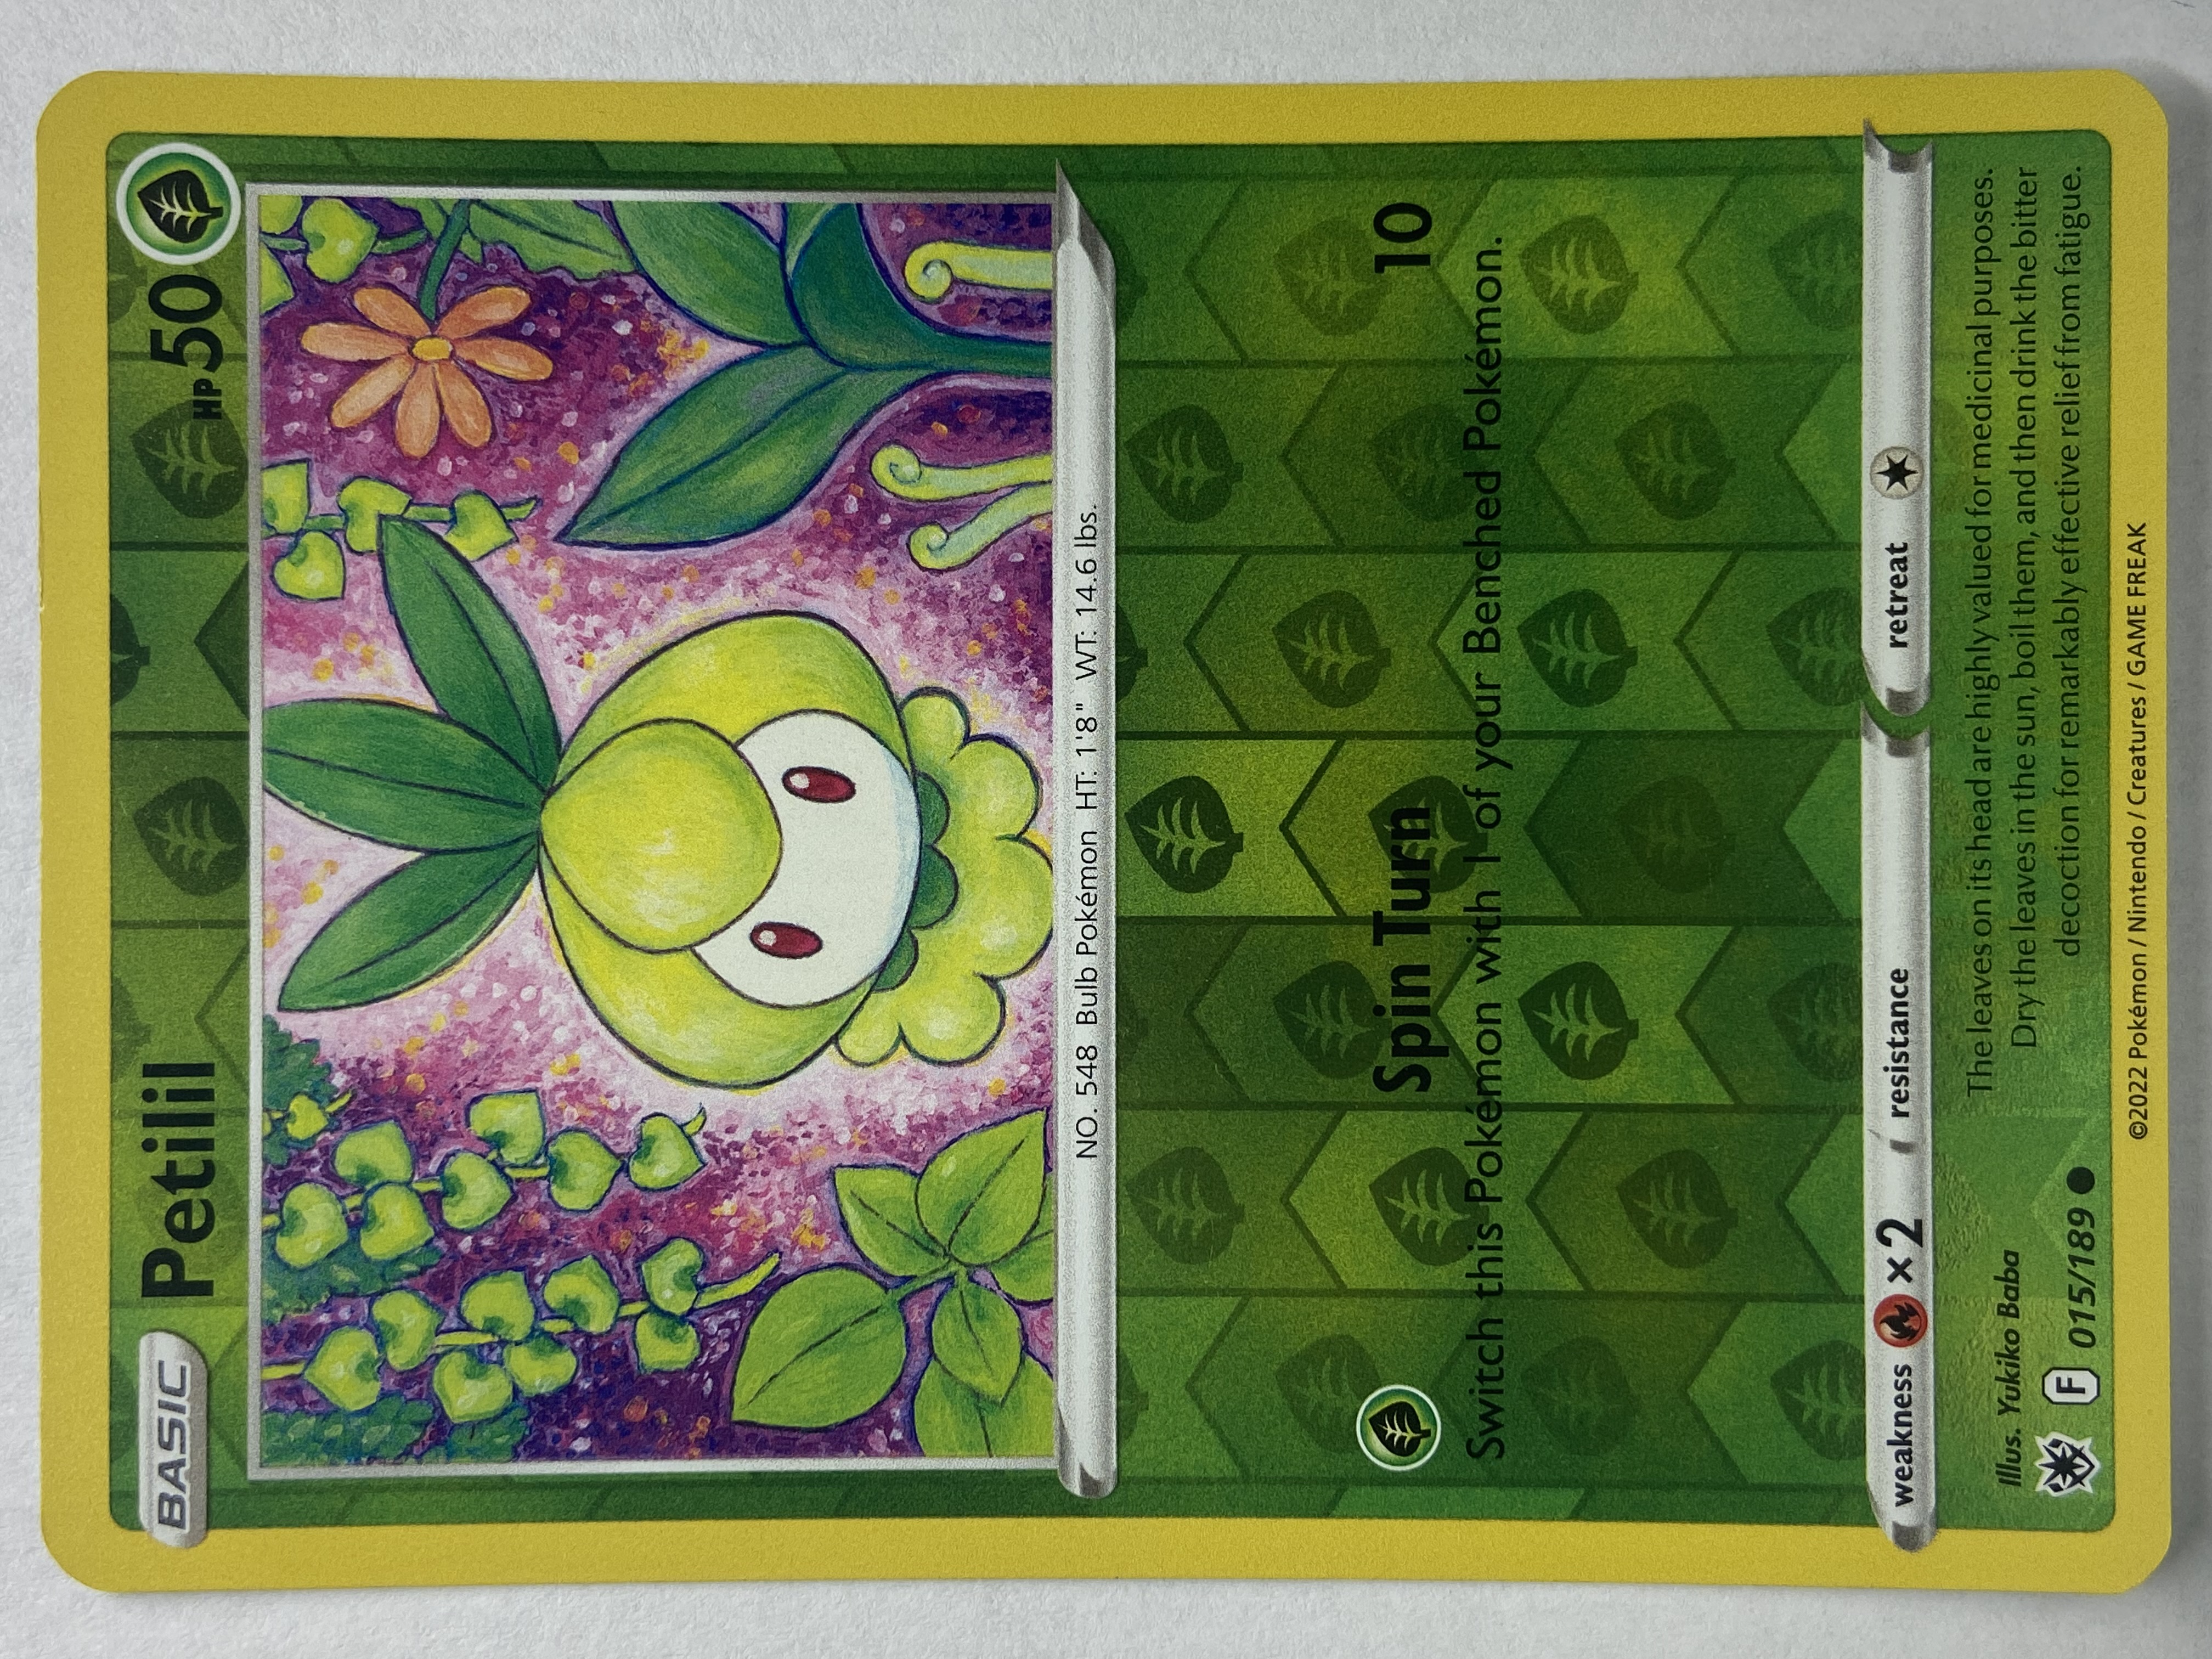 BASIC Petilil HP 50
NO. 548 Bulb Pokémon HT: 1'8" WT: 14.6 lbs.
Spin Turn 10
Switch this Pokémon with 1 of your Benched Pokémon.
weakness ×2 resistance retreat
The leaves on its head are highly valued for medicinal purposes.
Dry the leaves in the sun, boil them, and then drink the bitter
decoction for remarkably effective relief from fatigue.
Illus. Yukiko Baba
F 015/189
©2022 Pokémon / Nintendo / Creatures / GAME FREAK